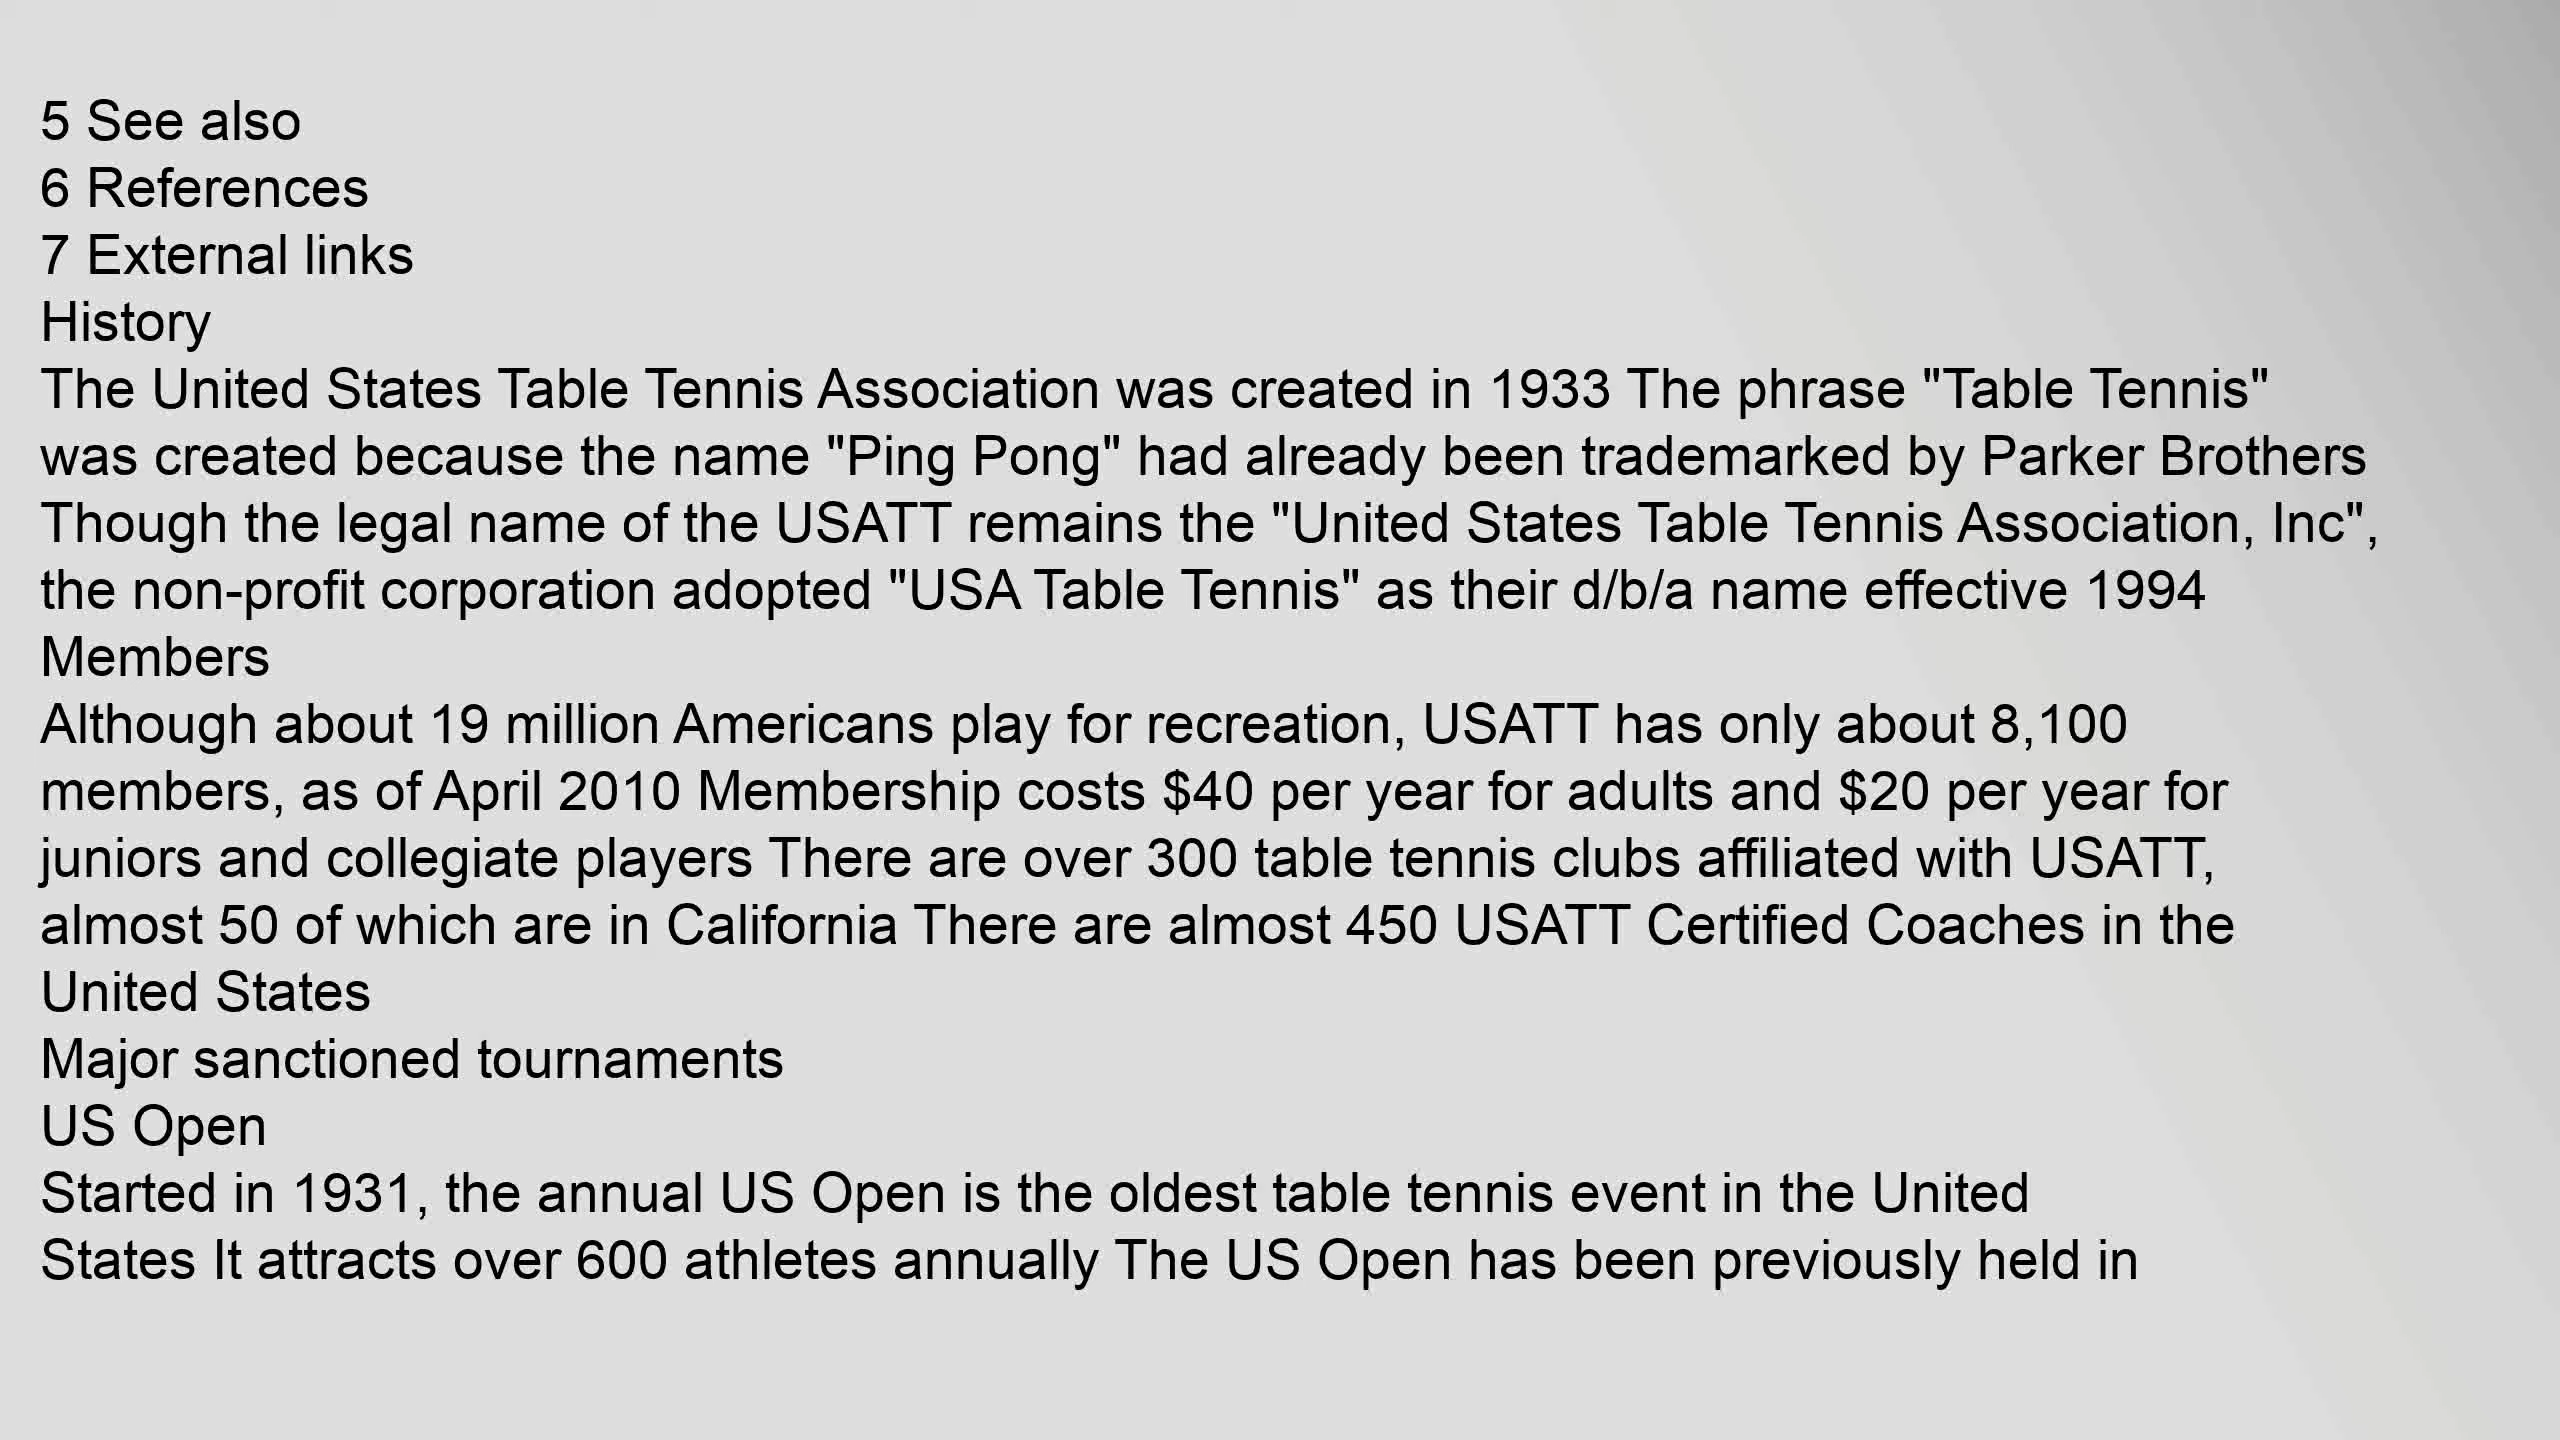 5 See also
6 References
7 External links
History
The United States Table Tennis Association was created in 1933 The phrase "Table Tennis"
was created because the name "Ping Pong" had already been trademarked by Parker Brothers
Though the legal name of the USATT remains the "United States Table Tennis Association, Inc",
the non-profit corporation adopted "USA Table Tennis" as their d/b/a name effective 1994
Members
Although about 19 million Americans play for recreation, USATT has only about 8,100
members, as of April 2010 Membership costs $40 per year for adults and $20 per year for
juniors and collegiate players There are over 300 table tennis clubs affiliated with USATT,
almost 50 of which are in California There are almost 450 USATT Certified Coaches in the
United States
Major sanctioned tournaments
US Open
Started in 1931, the annual US Open is the oldest table tennis event in the United
States It attracts over 600 athletes annually The US Open has been previously held in